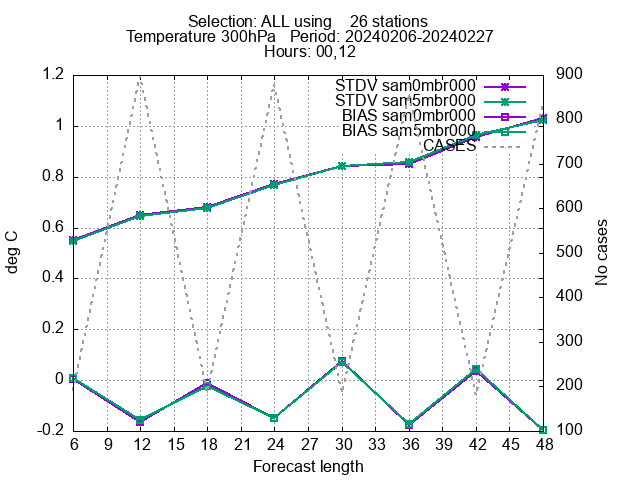 Selection: ALL using    26 stations
Temperature 300hPa   Period: 20240206-20240227
Hours: 00,12
STDV sam0mbr000
STDV sam5mbr000
BIAS sam0mbr000
BIAS sam5mbr000
CASES
1.2
1
0.8
0.6
0.4
0.2
0
-0.2
deg C
900
800
700
600
500
400
300
200
100
No cases
6 9 12 15 18 21 24 27 30 33 36 39 42 45 48
Forecast length